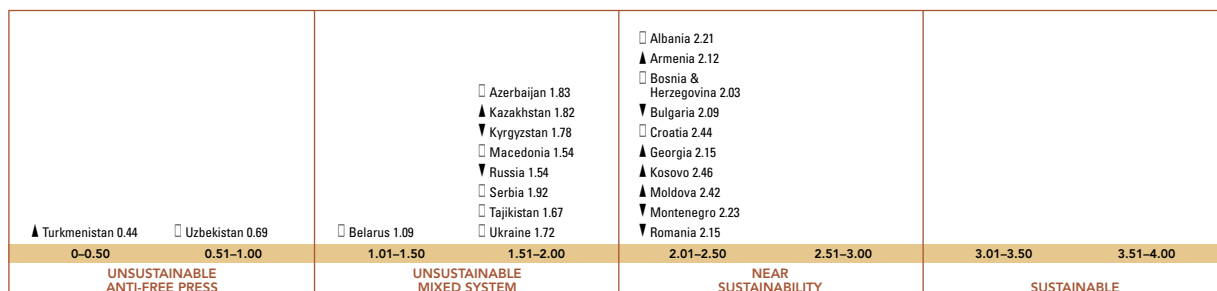 ▯ Albania 2.21
▲ Armenia 2.12
▯ Bosnia &
Herzegovina 2.03
▼ Bulgaria 2.09
▯ Croatia 2.44
▲ Georgia 2.15
▲ Kosovo 2.46
▲ Moldova 2.42
▼ Montenegro 2.23
▼ Romania 2.15
▯ Azerbaijan 1.83
▲ Kazakhstan 1.82
▼ Kyrgyzstan 1.78
▯ Macedonia 1.54
▼ Russia 1.54
▯ Serbia 1.92
▯ Tajikistan 1.67
▯ Ukraine 1.72
▲ Turkmenistan 0.44
▯ Uzbekistan 0.69
▯ Belarus 1.09
0–0.50
0.51–1.00
1.01–1.50
1.51–2.00
2.01–2.50
2.51–3.00
3.01–3.50
3.51–4.00
UNSUSTAINABLE
ANTI-FREE PRESS
UNSUSTAINABLE
MIXED SYSTEM
NEAR
SUSTAINABILITY
SUSTAINABLE